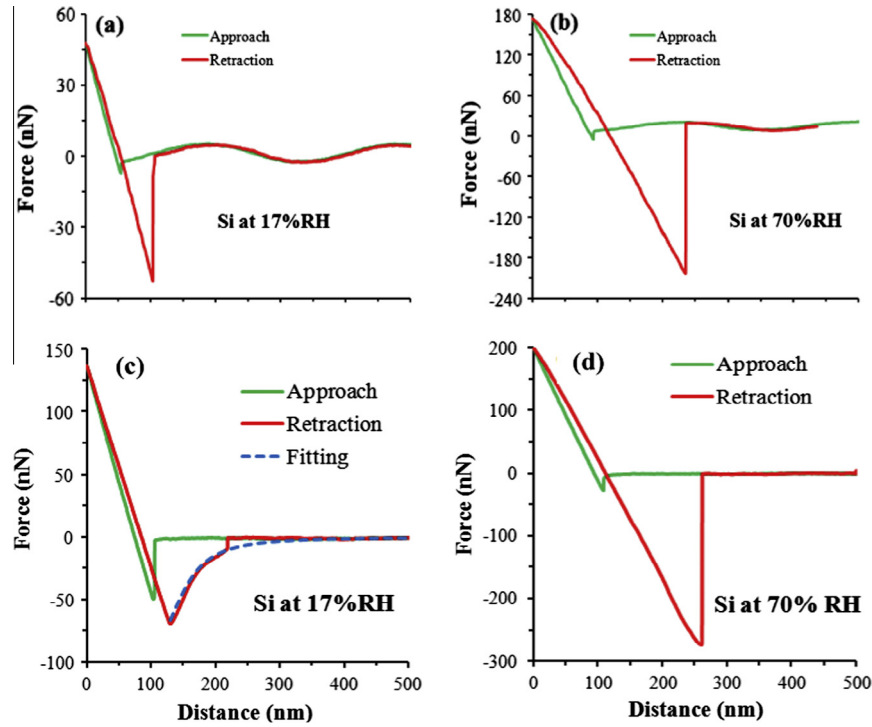 (a)
Approach
Retraction
Si at 17%RH
Force (nN)
60
30
0
-30
-60
0 100 200 300 400 500
(b)
Approach
Retraction
Si at 70%RH
Force (nN)
180
120
60
0
-60
-120
-180
-240
0 100 200 300 400 500
(c)
Approach
Retraction
Fitting
Si at 17%RH
Force (nN)
150
100
50
0
-50
-100
0 100 200 300 400 500
Distance (nm)
(d)
Approach
Retraction
Si at 70% RH
Force (nN)
200
100
0
-100
-200
-300
0 100 200 300 400 500
Distance (nm)